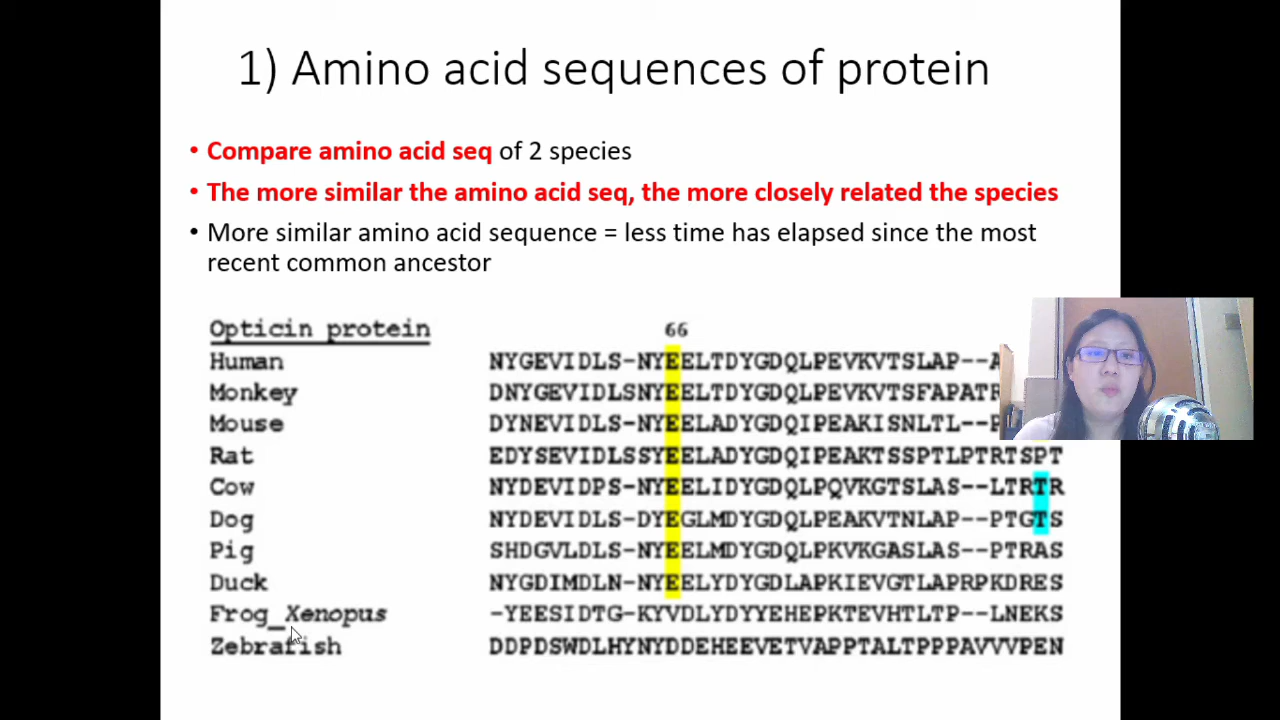 1) Amino acid sequences of protein
• Compare amino acid seq of 2 species
• The more similar the amino acid seq, the more closely related the species
• More similar amino acid sequence = less time has elapsed since the most
recent common ancestor
Opticin protein 66
Human NYGEVIDLS-NYEELTDYGDQLPEVKVTSLAP--A
Monkey DNYGEVIDLSNYEELTDYGDQLPEVKVTSFAPATR
Mouse DYNEVIDLS-NYEELADYGDQIPEAKISNLTL--P
Rat EDYSEVIDLSSYEELADYGDQIPEAKTSSPTLPTRTSPT
Cow NYDEVIDPS-NYEELIDYGDQLPQVKGTSLAS--LTRTR
Dog NYDEVIDLS-DYEGLMDYGDQLPEAKVTNLAP--PTGTS
Pig SHDGVLDLS-NYEELMDYGDQLPKVKGASLAS--PTRAS
Duck NYGDIMDLN-NYEELYDYGDLAPKIEVGTLAPRPKDRES
Frog_Xenopus -YEESIDTG-KYVDLYDYYEHEPKTEVHTLTP--LNEKS
Zebrafish DDPDSWDLHYNYDDEHEEVETVAPPTALTPPPAVVVPEN